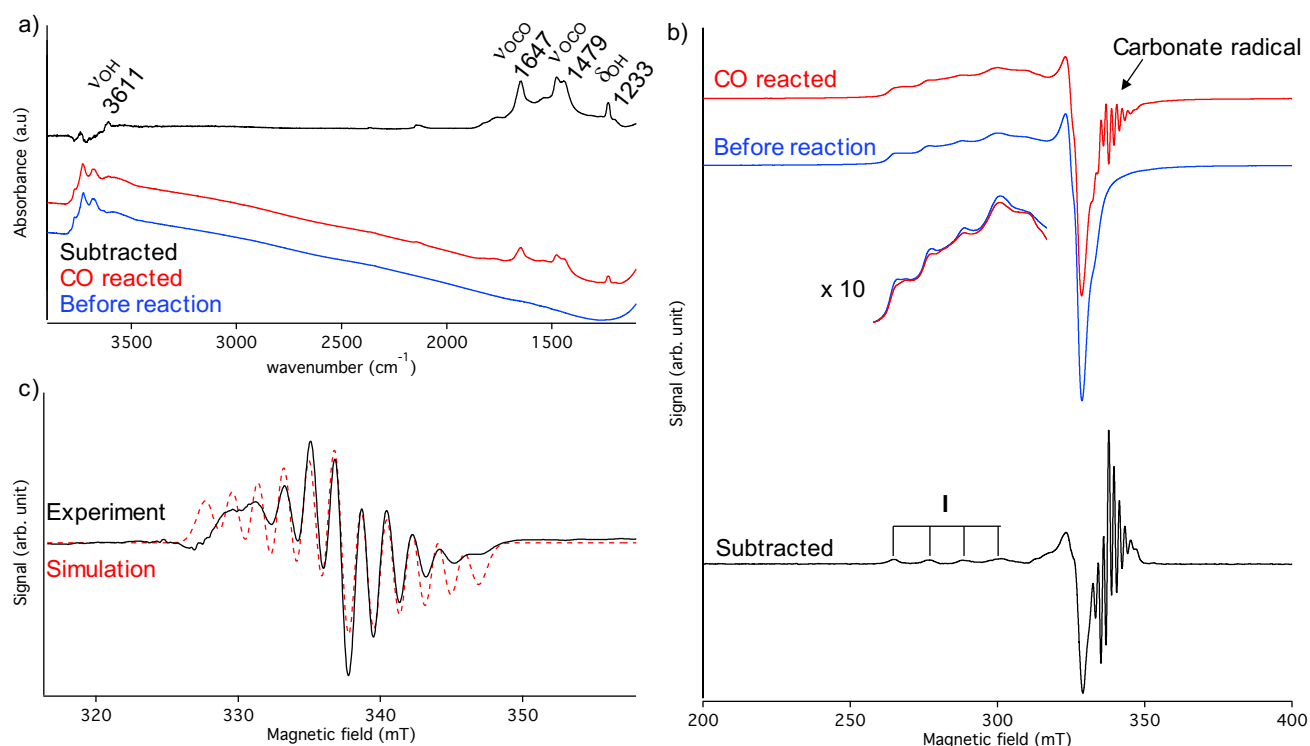 a)
νOH
3611
νOCO
1647
νOCO
1479
δOH
1233
Absorbance (a.u)
Subtracted
CO reacted
Before reaction
3500
3000
2500
2000
1500
wavenumber (cm-1)
b)
Carbonate radical
CO reacted
Before reaction
x 10
Signal (arb. unit)
I
Subtracted
200
250
300
350
400
Magnetic field (mT)
c)
Signal (arb. unit)
Experiment
Simulation
320
330
340
350
Magnetic field (mT)